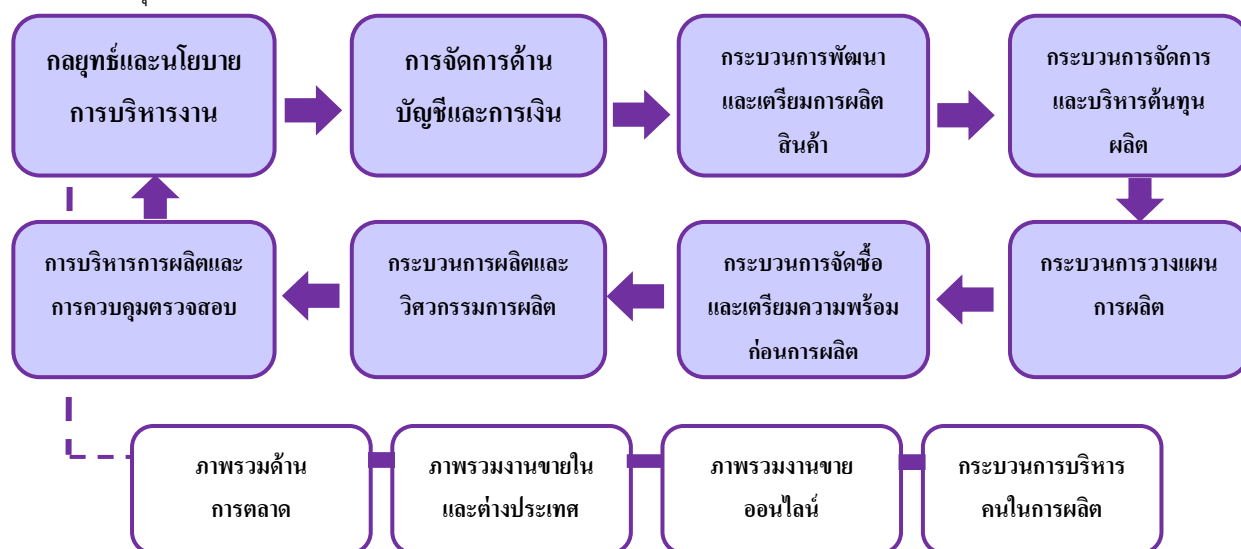 กลยุทธ์และนโยบาย
การบริหารงาน
การจัดการด้าน
บัญชีและการเงิน
กระบวนการพัฒนา
และเตรียมการผลิต
สินค้า
กระบวนการจัดการ
และบริหารต้นทุน
ผลิต
การบริหารการผลิตและ
การควบคุมตรวจสอบ
กระบวนการผลิตและ
วิศวกรรมการผลิต
กระบวนการจัดซื้อ
และเตรียมความพร้อม
ก่อนการผลิต
กระบวนการวางแผน
การผลิต
ภาพรวมด้าน
การตลาด
ภาพรวมงานขายใน
และต่างประเทศ
ภาพรวมงานขาย
ออนไลน์
กระบวนการบริหาร
คนในการผลิต